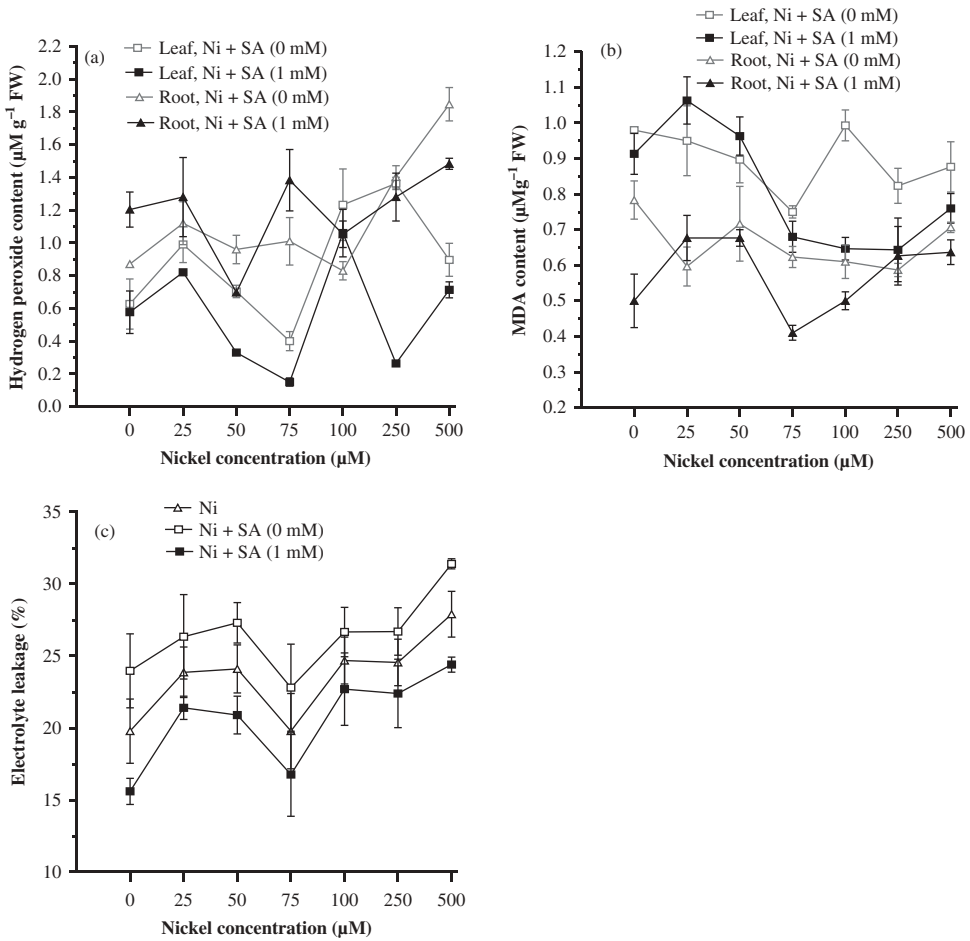 (a)
Leaf, Ni + SA (0 mM)
Leaf, Ni + SA (1 mM)
Root, Ni + SA (0 mM)
Root, Ni + SA (1 mM)
Hydrogen peroxide content (µM g⁻¹ FW)
2.2
2.0
1.8
1.6
1.4
1.2
1.0
0.8
0.6
0.4
0.2
0.0
0 25 50 75 100 250 500
Nickel concentration (µM)
(b)
Leaf, Ni + SA (0 mM)
Leaf, Ni + SA (1 mM)
Root, Ni + SA (0 mM)
Root, Ni + SA (1 mM)
MDA content (µMg⁻¹ FW)
1.2
1.1
1.0
0.9
0.8
0.7
0.6
0.5
0.4
0.3
0.2
0 25 50 75 100 250 500
Nickel concentration (µM)
(c)
Ni
Ni + SA (0 mM)
Ni + SA (1 mM)
Electrolyte leakage (%)
35
30
25
20
15
10
0 25 50 75 100 250 500
Nickel concentration (µM)